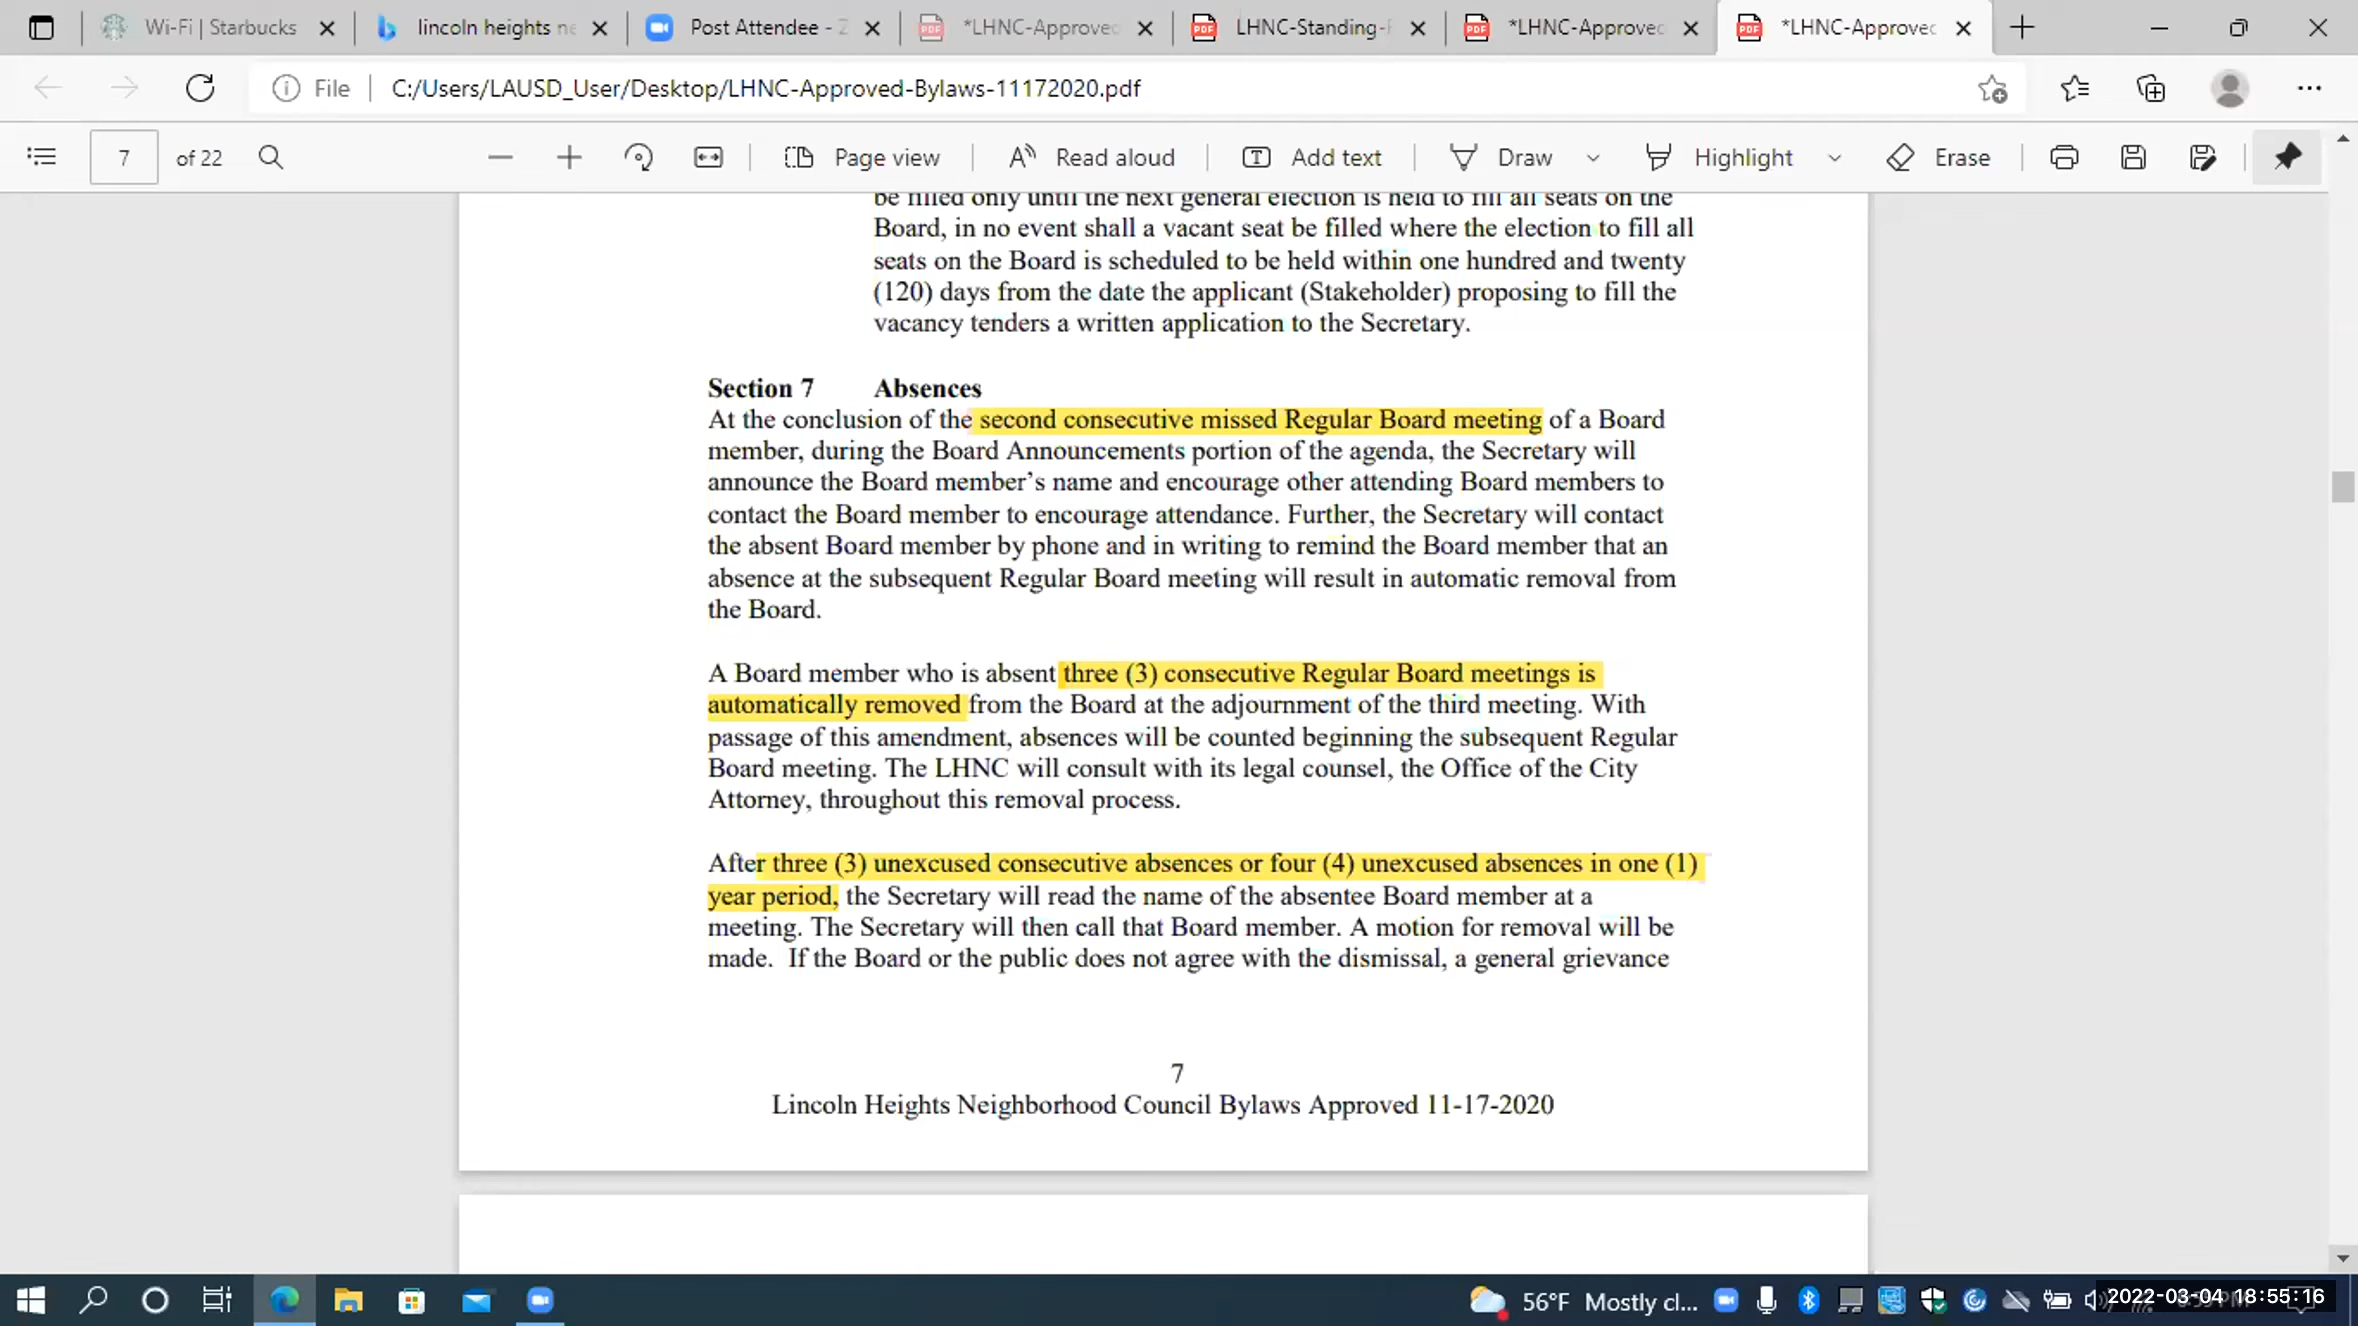 Wi-Fi | Starbucks
lincoln heights ne
Post Attendee - Z
*LHNC-Approved
LHNC-Standing-R
*LHNC-Approved
*LHNC-Approved
File
C:/Users/LAUSD_User/Desktop/LHNC-Approved-Bylaws-11172020.pdf
7 of 22
Page view
Read aloud
Add text
Draw
Highlight
Erase
be filled only until the next general election is held to fill all seats on the
Board, in no event shall a vacant seat be filled where the election to fill all
seats on the Board is scheduled to be held within one hundred and twenty
(120) days from the date the applicant (Stakeholder) proposing to fill the
vacancy tenders a written application to the Secretary.
Section 7 Absences
At the conclusion of the second consecutive missed Regular Board meeting of a Board
member, during the Board Announcements portion of the agenda, the Secretary will
announce the Board member’s name and encourage other attending Board members to
contact the Board member to encourage attendance. Further, the Secretary will contact
the absent Board member by phone and in writing to remind the Board member that an
absence at the subsequent Regular Board meeting will result in automatic removal from
the Board.
A Board member who is absent three (3) consecutive Regular Board meetings is
automatically removed from the Board at the adjournment of the third meeting. With
passage of this amendment, absences will be counted beginning the subsequent Regular
Board meeting. The LHNC will consult with its legal counsel, the Office of the City
Attorney, throughout this removal process.
After three (3) unexcused consecutive absences or four (4) unexcused absences in one (1)
year period, the Secretary will read the name of the absentee Board member at a
meeting. The Secretary will then call that Board member. A motion for removal will be
made. If the Board or the public does not agree with the dismissal, a general grievance
7
Lincoln Heights Neighborhood Council Bylaws Approved 11-17-2020
56°F Mostly cl...
2022-03-04 18:55:16